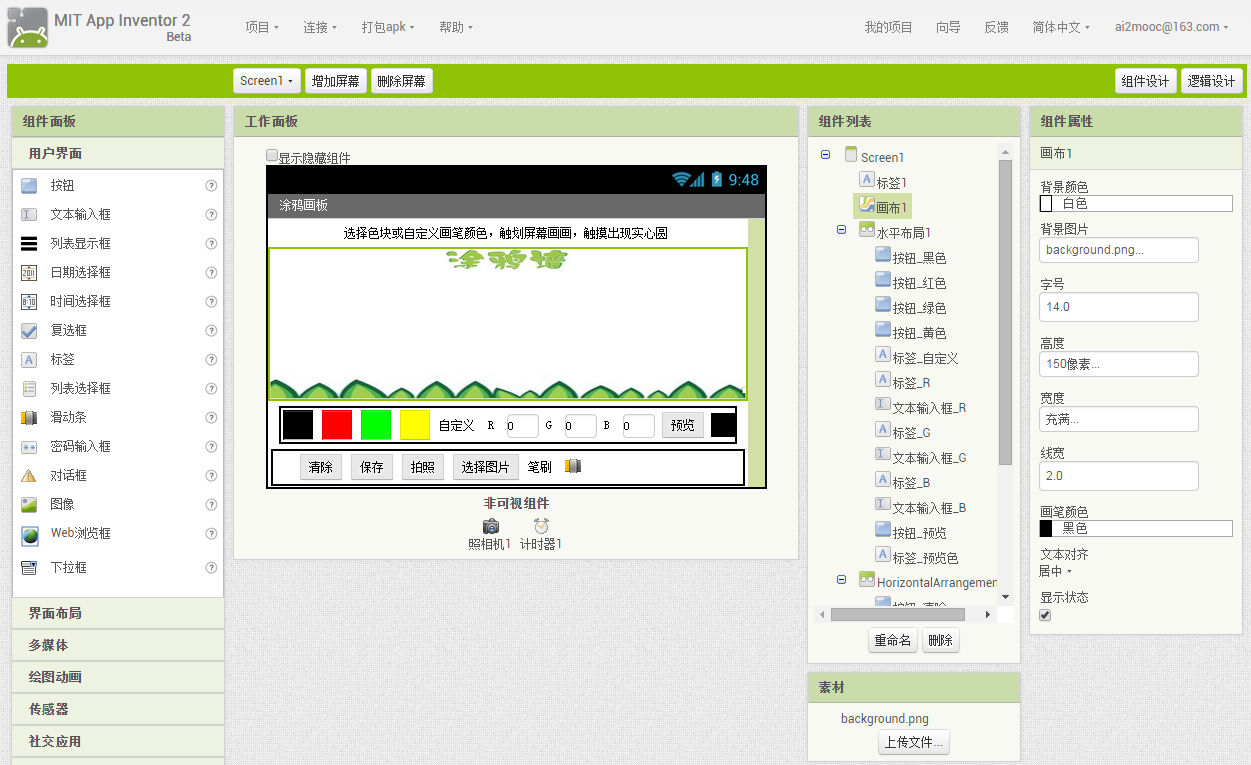 MIT App Inventor 2
Beta
项目 连接 打包apk 帮助 我的项目 向导 反馈 简体中文 ai2mooc@163.com
Screen1 增加屏幕 删除屏幕 组件设计 逻辑设计
组件面板
用户界面
按钮
文本输入框
列表显示框
日期选择框
时间选择框
复选框
标签
列表选择框
滑动条
密码输入框
对话框
图像
Web浏览框
下拉框
界面布局
多媒体
绘图动画
传感器
社交应用
工作面板
显示隐藏组件
9:48
涂鸦画板
选择色块或自定义画笔颜色，触划屏幕画画，触摸出现实心圆
涂鸦墙
自定义 R 0 G 0 B 0 预览
清除 保存 拍照 选择图片 笔刷
非可视组件
照相机1 计时器1
组件列表
Screen1
标签1
画布1
水平布局1
按钮_黑色
按钮_红色
按钮_绿色
按钮_黄色
标签_自定义
标签_R
文本输入框_R
标签_G
文本输入框_G
标签_B
文本输入框_B
按钮_预览
标签_预览色
HorizontalArrangemen
按钮_清除
重命名 删除
素材
background.png
上传文件...
组件属性
画布1
背景颜色
白色
背景图片
background.png...
字号
14.0
高度
150像素...
宽度
充满...
线宽
2.0
画笔颜色
黑色
文本对齐
居中
显示状态